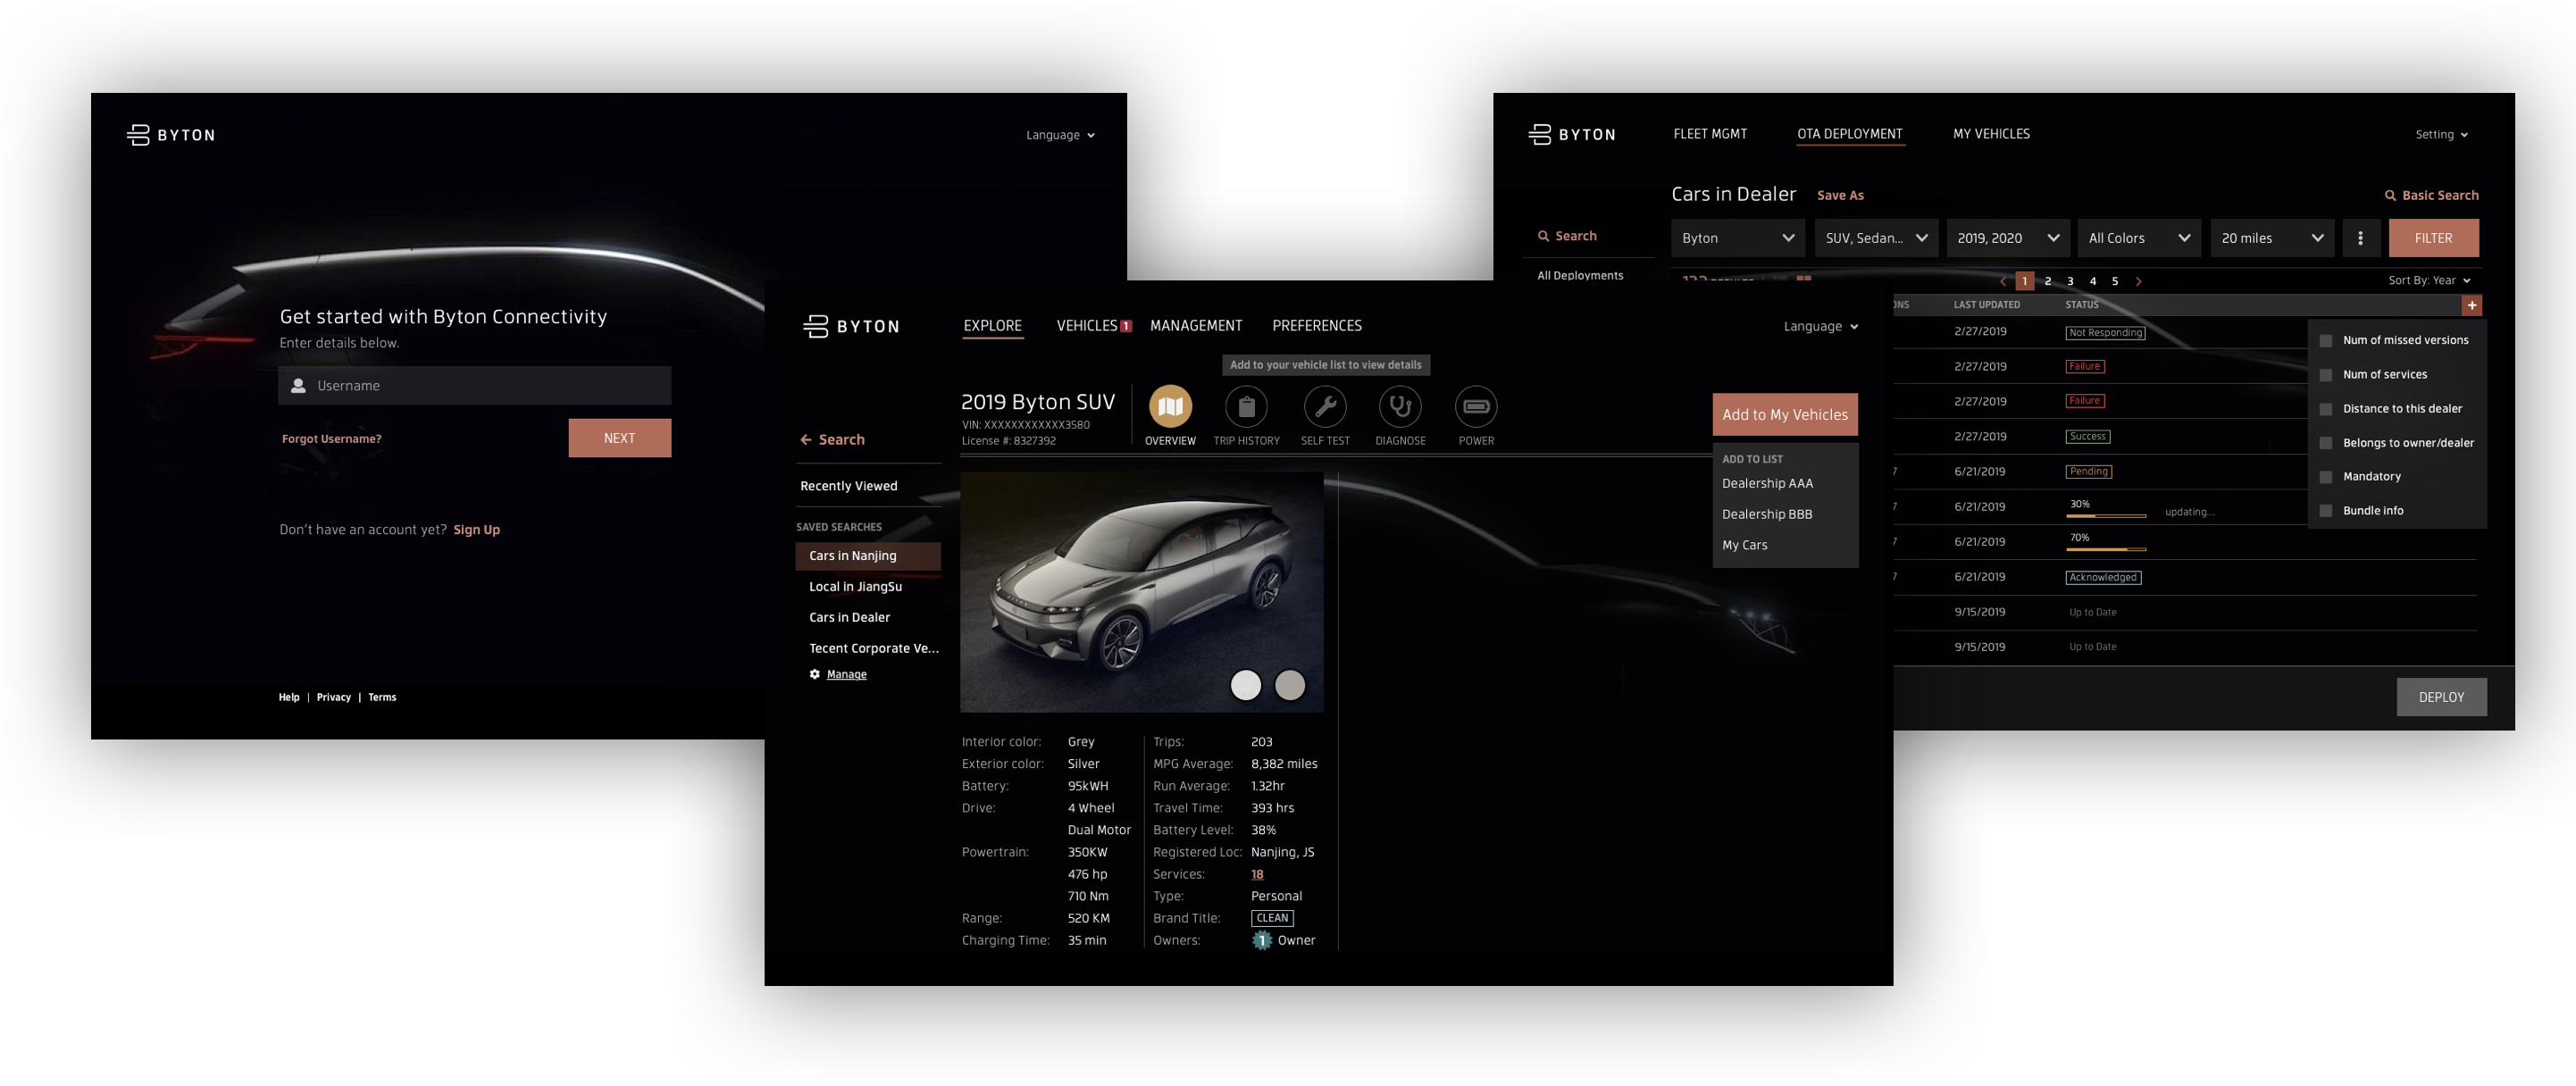 BYTON
Language
Get started with Byton Connectivity
Enter details below.
Username
Forgot Username?
NEXT
Don't have an account yet? Sign Up
Help | Privacy | Terms
BYTON
EXPLORE VEHICLES 1 MANAGEMENT PREFERENCES
Language
Add to your vehicle list to view details
Search
Recently Viewed
SAVED SEARCHES
Cars in Nanjing
Local in JiangSu
Cars in Dealer
Tecent Corporate Ve...
Manage
2019 Byton SUV
VIN: XXXXXXXXXXXX3580
License #: 8327392
OVERVIEW
TRIP HISTORY
SELF TEST
DIAGNOSE
POWER
Add to My Vehicles
ADD TO LIST
Dealership AAA
Dealership BBB
My Cars
Interior color: Grey
Exterior color: Silver
Battery: 95kWH
Drive: 4 Wheel
Dual Motor
Powertrain: 350KW
476 hp
710 Nm
Range: 520 KM
Charging Time: 35 min
Trips: 203
MPG Average: 8,382 miles
Run Average: 1.32hr
Travel Time: 393 hrs
Battery Level: 38%
Registered Loc: Nanjing, JS
Services: 18
Type: Personal
Brand Title: CLEAN
Owners: 1 Owner
BYTON
FLEET MGMT OTA DEPLOYMENT MY VEHICLES
Setting
Cars in Dealer Save As
Basic Search
Search
All Deployments
Byton
SUV, Sedan...
2019, 2020
All Colors
20 miles
FILTER
1 2 3 4 5
Sort By: Year
LAST UPDATED STATUS +
2/27/2019 Not Responding
2/27/2019 Failure
2/27/2019 Failure
2/27/2019 Success
6/21/2019 Pending
6/21/2019 30% updating...
6/21/2019 70%
6/21/2019 Acknowledged
9/15/2019 Up to Date
9/15/2019 Up to Date
Num of missed versions
Num of services
Distance to this dealer
Belongs to owner/dealer
Mandatory
Bundle info
DEPLOY